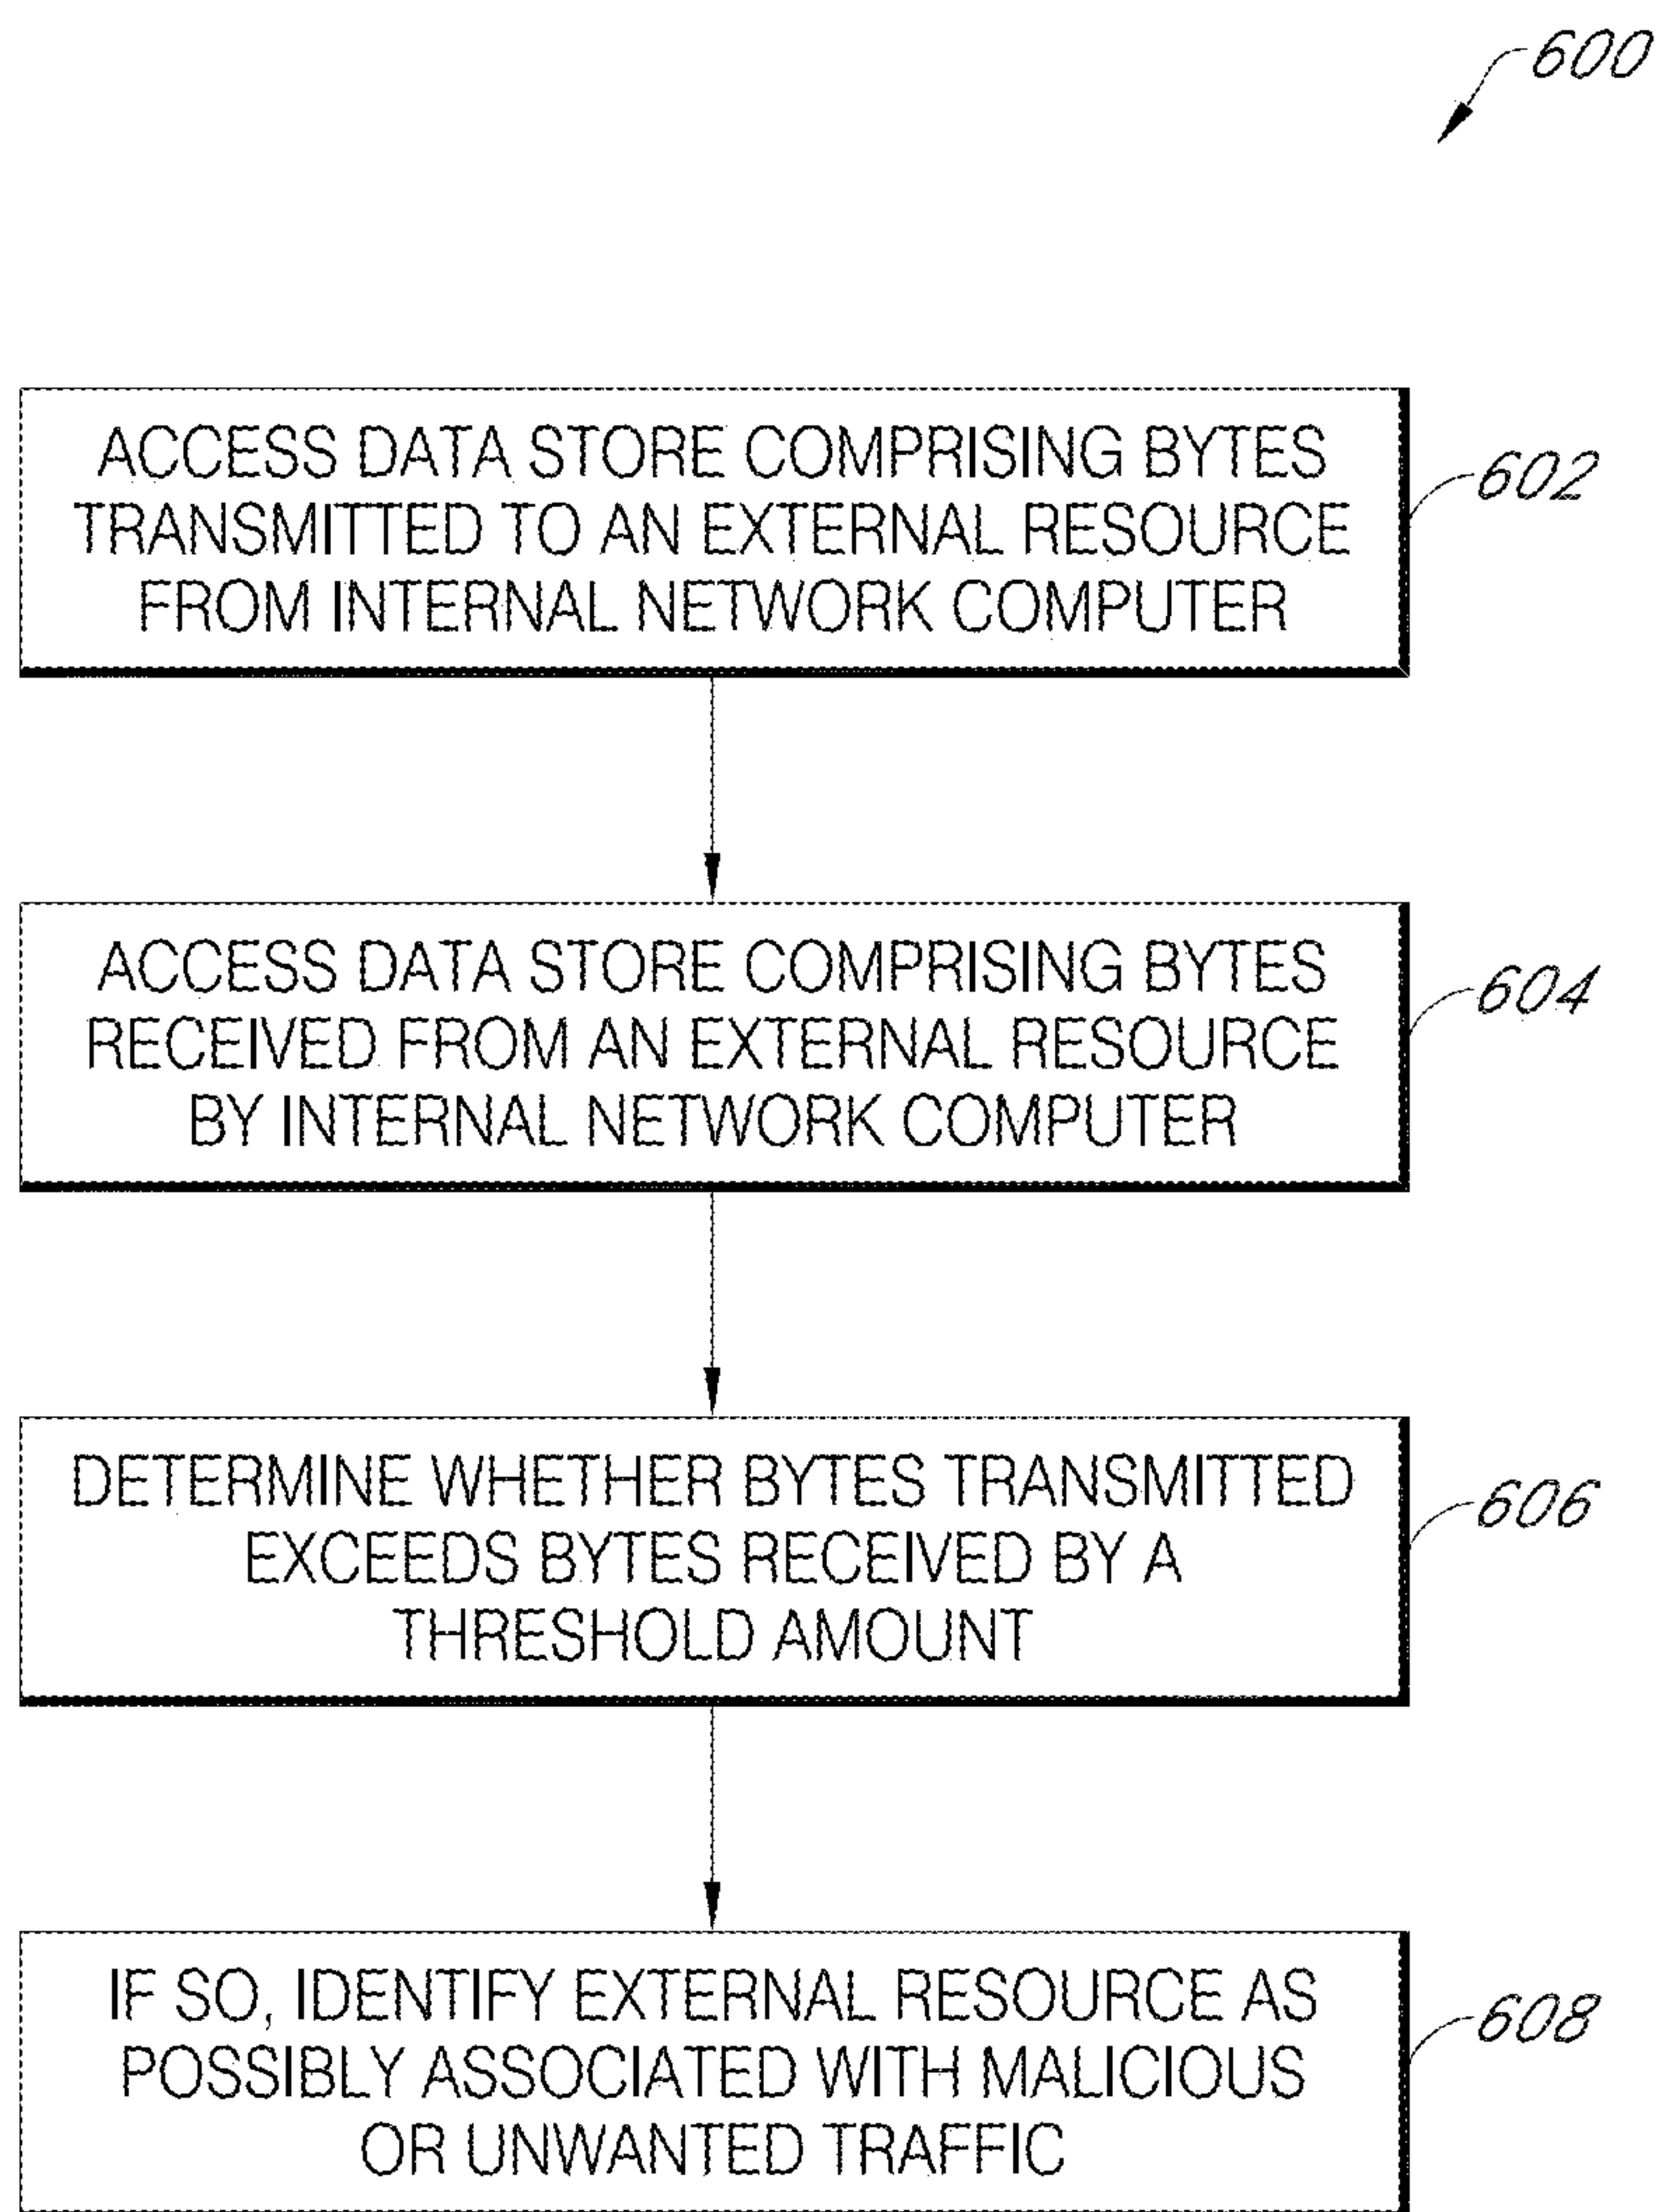 600
ACCESS DATA STORE COMPRISING BYTES
TRANSMITTED TO AN EXTERNAL RESOURCE
FROM INTERNAL NETWORK COMPUTER
602
ACCESS DATA STORE COMPRISING BYTES
RECEIVED FROM AN EXTERNAL RESOURCE
BY INTERNAL NETWORK COMPUTER
604
DETERMINE WHETHER BYTES TRANSMITTED
EXCEEDS BYTES RECEIVED BY A
THRESHOLD AMOUNT
606
IF SO, IDENTIFY EXTERNAL RESOURCE AS
POSSIBLY ASSOCIATED WITH MALICIOUS
OR UNWANTED TRAFFIC
608